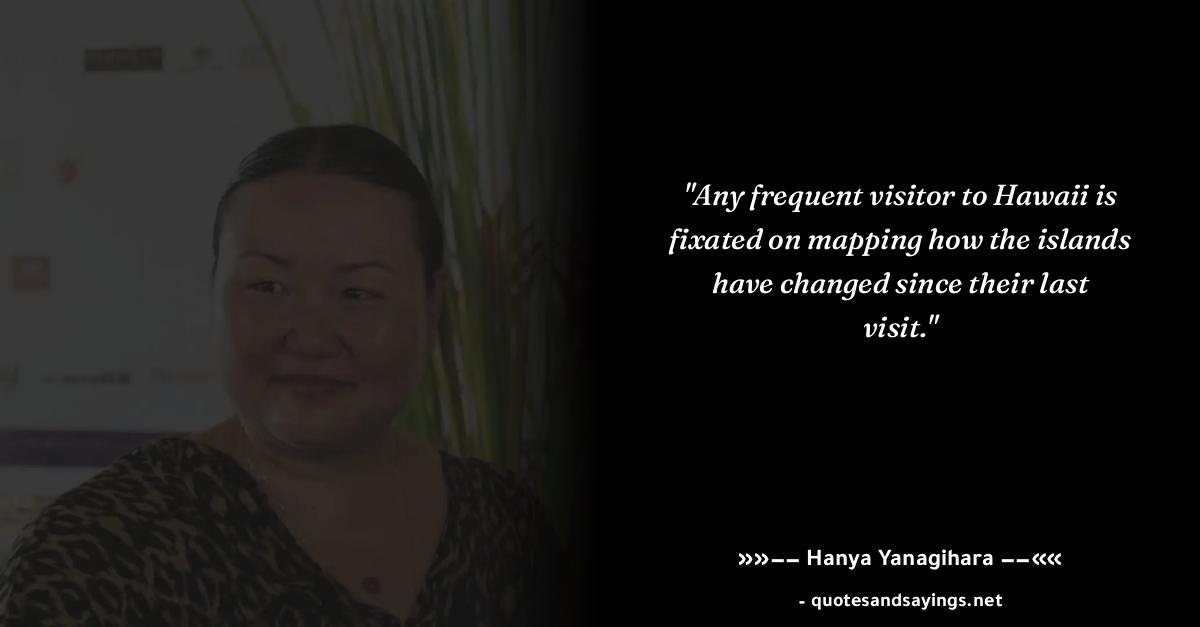 "Any frequent visitor to Hawaii is
fixated on mapping how the islands
have changed since their last
visit."
»»−− Hanya Yanagihara −−««
- quotesandsayings.net